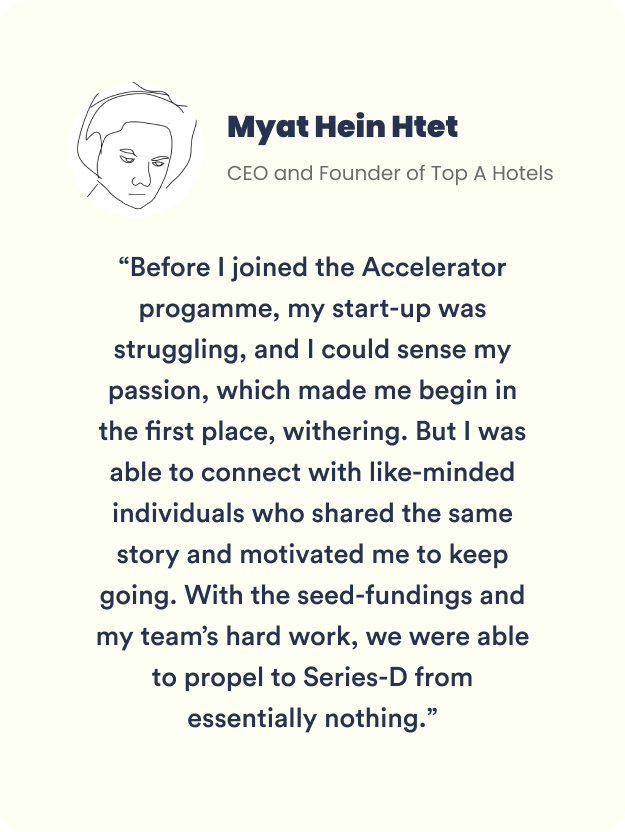 Myat Hein Htet
CEO and Founder of Top A Hotels
“Before I joined the Accelerator
progamme, my start-up was
struggling, and I could sense my
passion, which made me begin in
the first place, withering. But I was
able to connect with like-minded
individuals who shared the same
story and motivated me to keep
going. With the seed-fundings and
my team’s hard work, we were able
to propel to Series-D from
essentially nothing.”